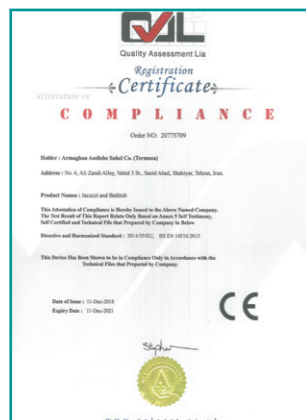 QAL
Quality Assessment Lia
Registration
Certificate
ATTESTATION OF
COMPLIANCE
Order NO: 20775709
Holder : Armaghan Andishe Sahel Co. (Termosa)
Address : No. 6, Ali Zandi Alley, Vahid 3 St., Saeid Abad, Shahiyar, Tehran, Iran.
Product Names : Jacuzzi and Bathtub
This Attestation of Compliance is Hereby Issued to the Above Named Company.
The Test Result of This Report Relate Only Based on Annex 5 Self Testimony,
Self Certified and Technical File that Prepared by Company in Below
Directive and Harmonized Standard : 2014/35/EU, BS EN 14516:2015
This Device Has Been Shown to be in Compliance Only in Accordance with the
Technical Files that Prepared by Company.
Date of Issue : 11-Dec-2018
Expiry Date : 11-Dec-2021
CE